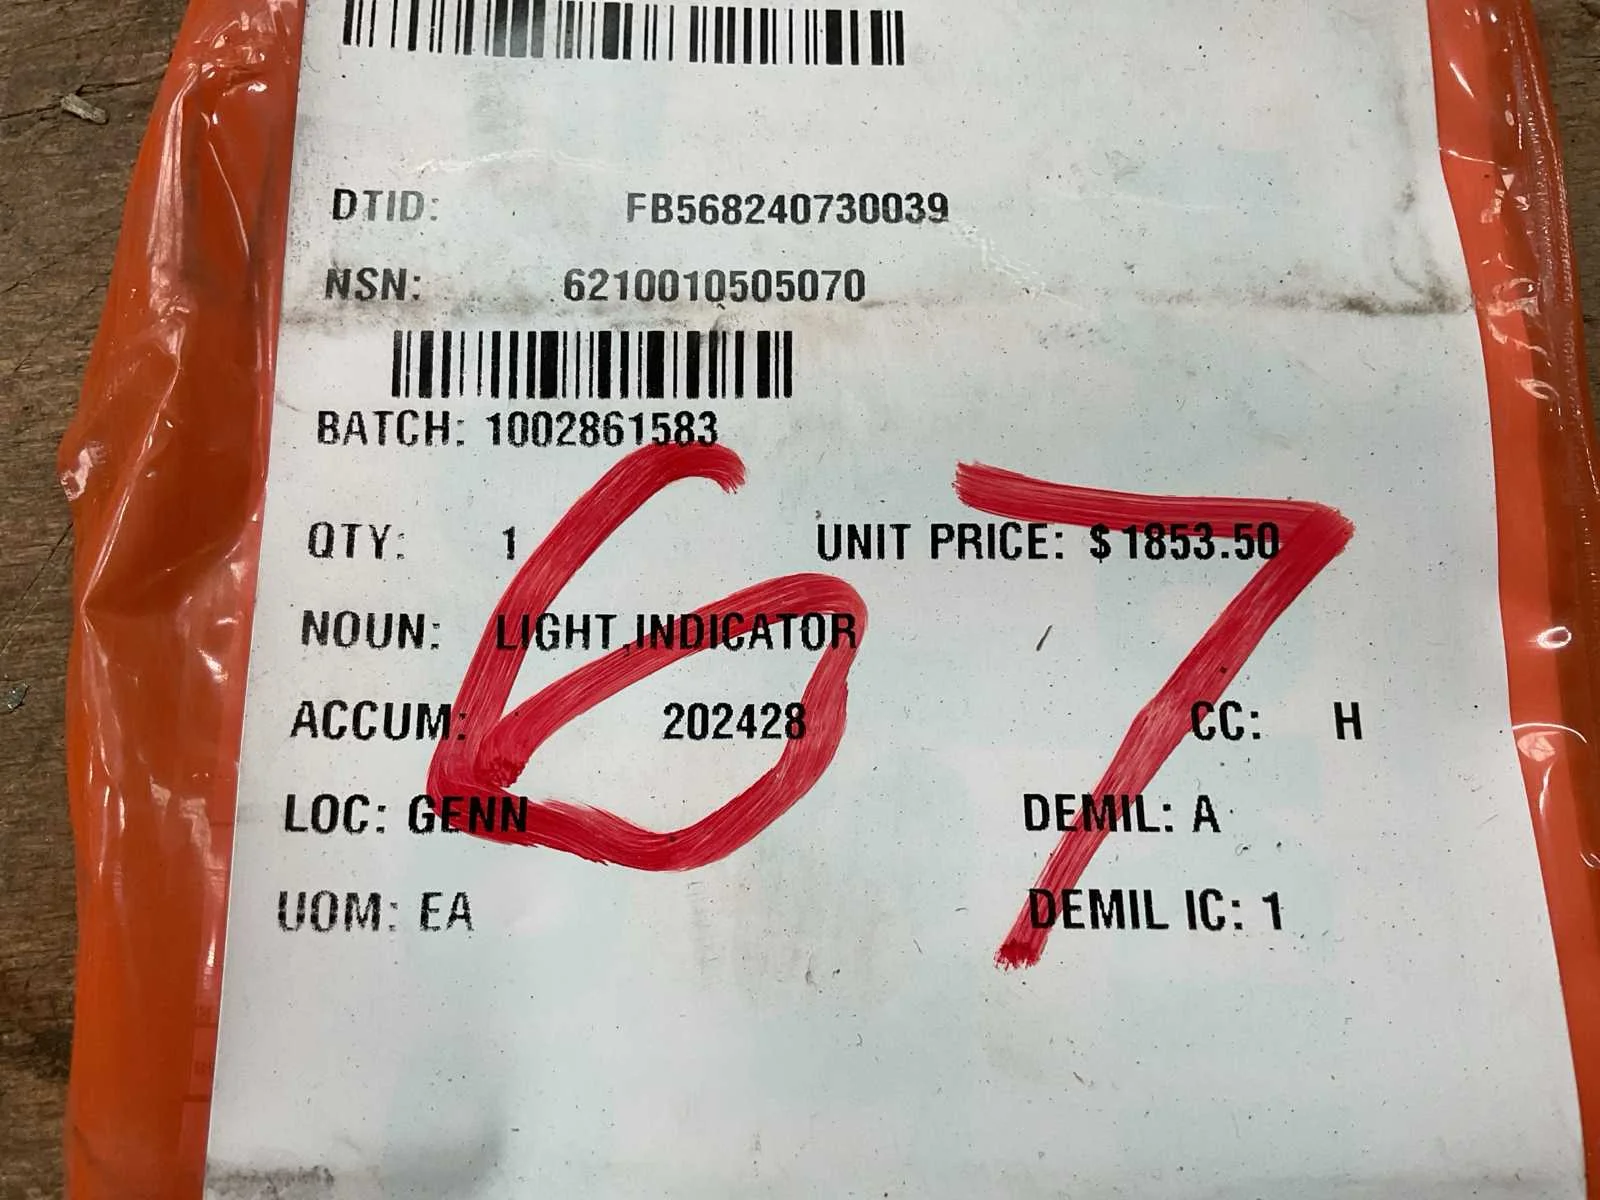 DTID: FB568240730039
NSN: 6210010505070
BATCH: 1002861583
QTY: 1 UNIT PRICE: $1853.50
NOUN: LIGHT,INDICATOR
ACCUM: 202428 CC: H
LOC: GENN DEMIL: A
UOM: EA DEMIL IC: 1
67